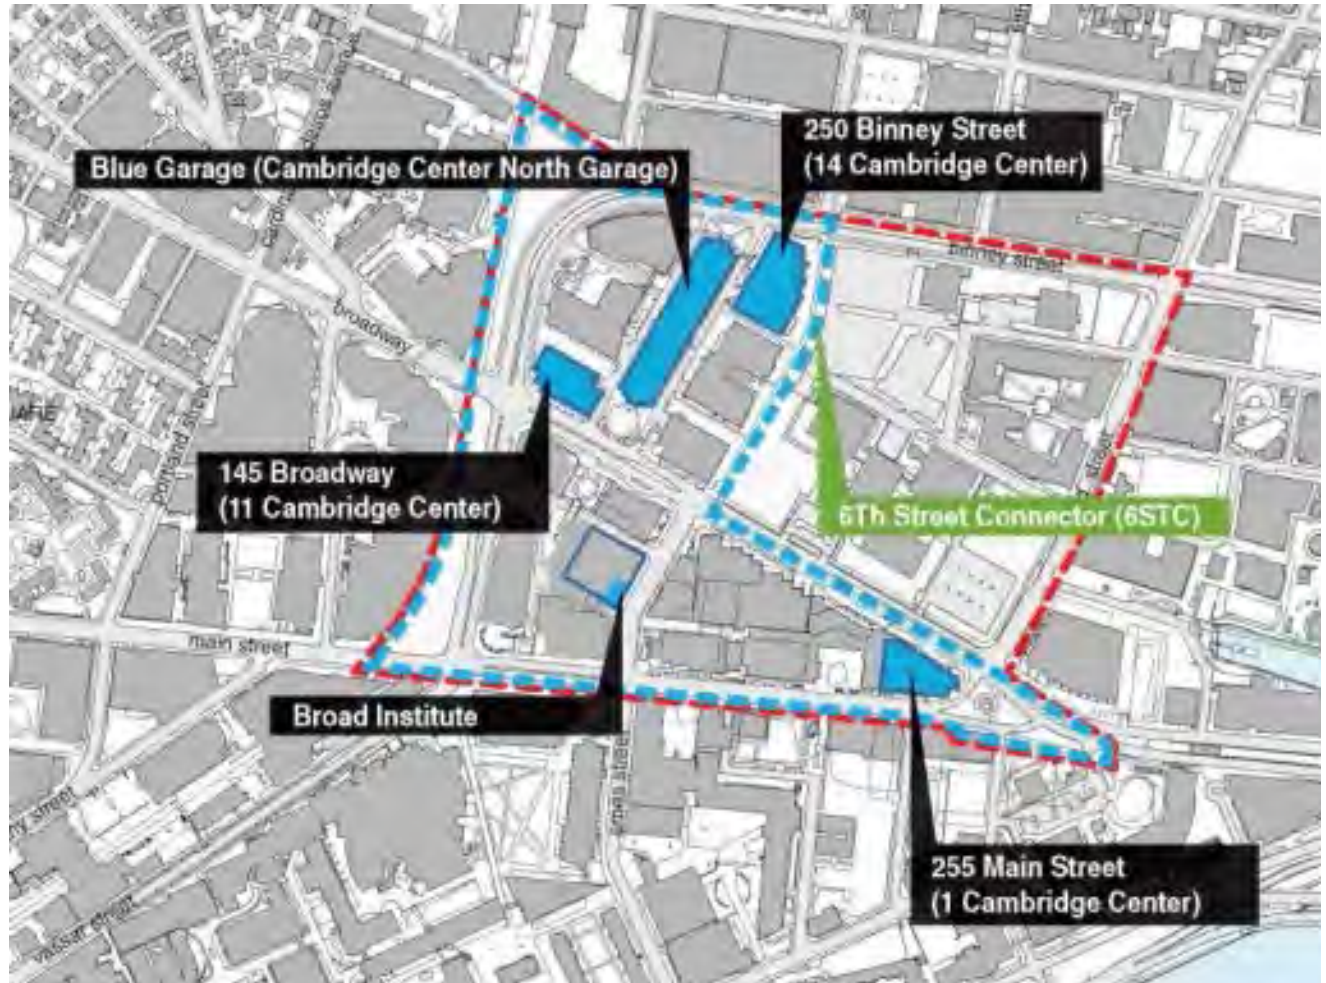 250 Binney Street
(14 Cambridge Center)
Blue Garage (Cambridge Center North Garage)
Binney street
broadway
portland street
145 Broadway
(11 Cambridge Center)
6Th Street Connector (6STC)
main street
Broad Institute
255 Main Street
(1 Cambridge Center)
vassar street